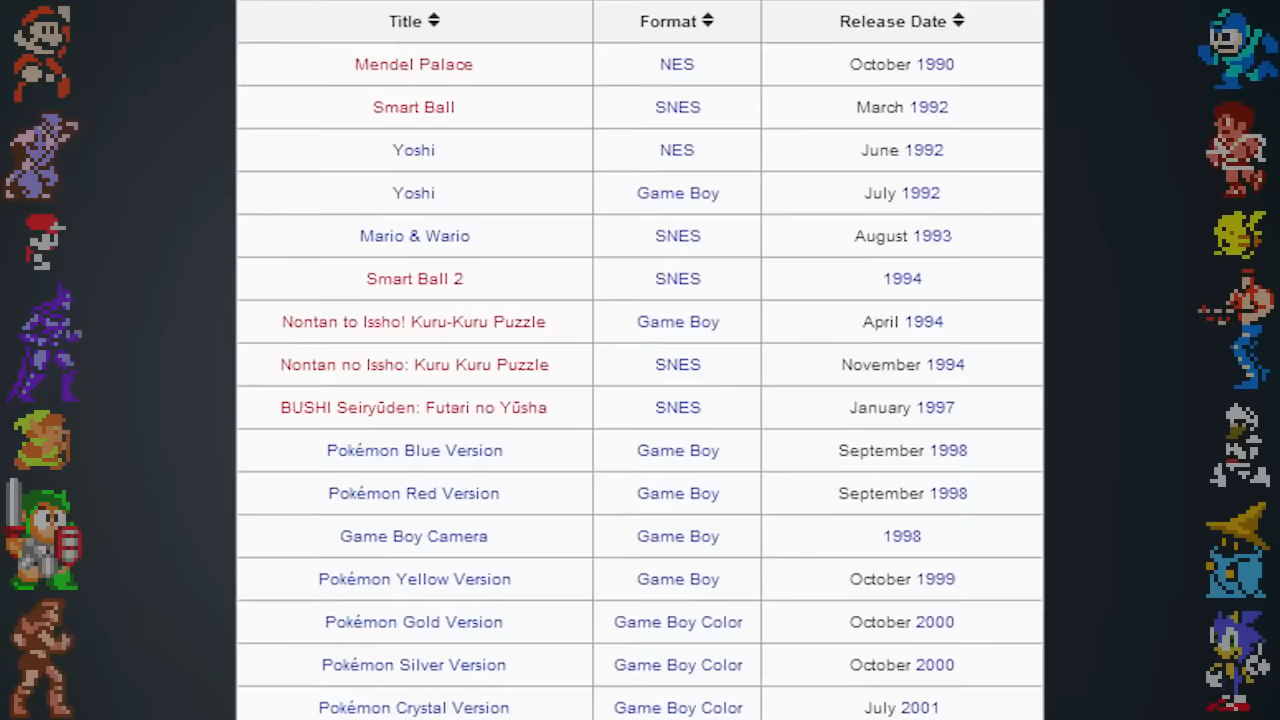 Title Format Release Date
Mendel Palace NES October 1990
Smart Ball SNES March 1992
Yoshi NES June 1992
Yoshi Game Boy July 1992
Mario & Wario SNES August 1993
Smart Ball 2 SNES 1994
Nontan to Issho! Kuru-Kuru Puzzle Game Boy April 1994
Nontan no Issho: Kuru Kuru Puzzle SNES November 1994
BUSHI Seiryūden: Futari no Yūsha SNES January 1997
Pokémon Blue Version Game Boy September 1998
Pokémon Red Version Game Boy September 1998
Game Boy Camera Game Boy 1998
Pokémon Yellow Version Game Boy October 1999
Pokémon Gold Version Game Boy Color October 2000
Pokémon Silver Version Game Boy Color October 2000
Pokémon Crystal Version Game Boy Color July 2001